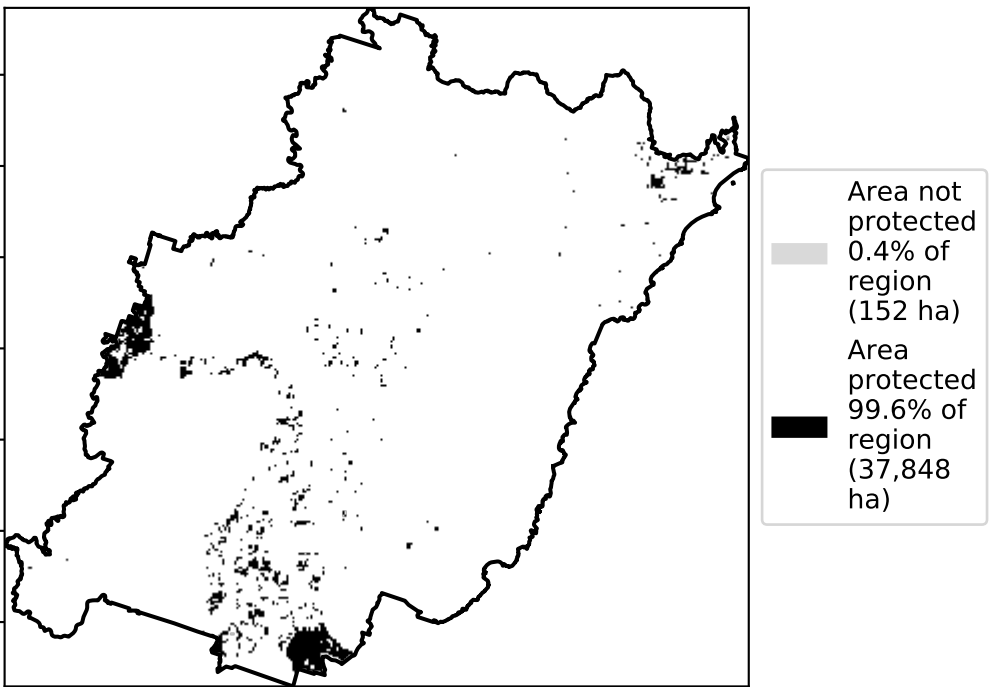 Area not
protected
0.4% of
region
(152 ha)
Area
protected
99.6% of
region
(37,848
ha)